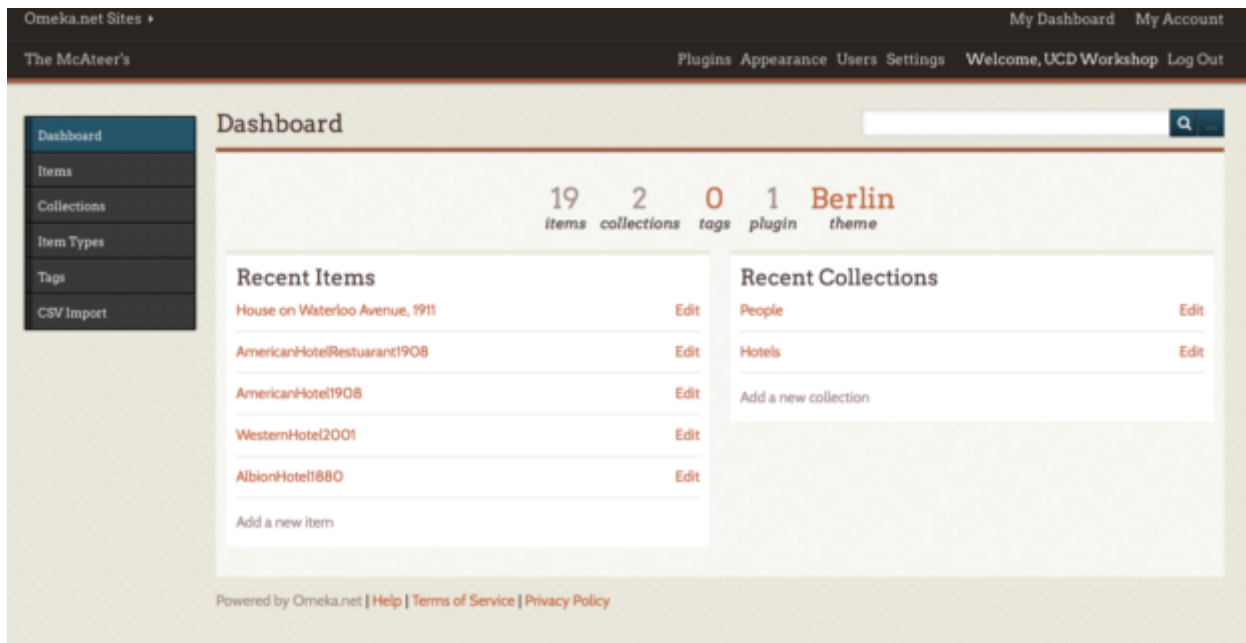 Omeka.net Sites ▸ My Dashboard My Account
The McAteer's Plugins Appearance Users Settings Welcome, UCD Workshop Log Out
Dashboard
Items
Collections
Item Types
Tags
CSV Import
Dashboard
...
19 2 0 1 Berlin
items collections tags plugin theme
Recent Items
House on Waterloo Avenue, 1911 Edit
AmericanHotelRestuarant1908 Edit
AmericanHotel1908 Edit
WesternHotel2001 Edit
AlbionHotel1880 Edit
Add a new item
Recent Collections
People Edit
Hotels Edit
Add a new collection
Powered by Omeka.net | Help | Terms of Service | Privacy Policy